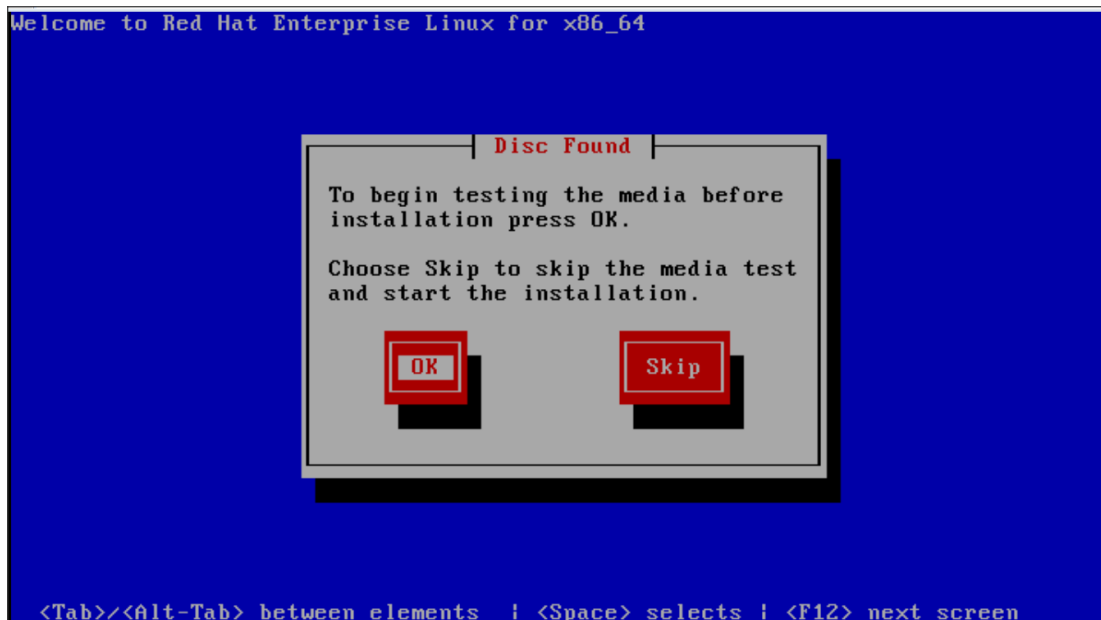 Welcome to Red Hat Enterprise Linux for x86_64
Disc Found
To begin testing the media before
installation press OK.
Choose Skip to skip the media test
and start the installation.
OK Skip
<Tab>/<Alt-Tab> between elements | <Space> selects | <F12> next screen